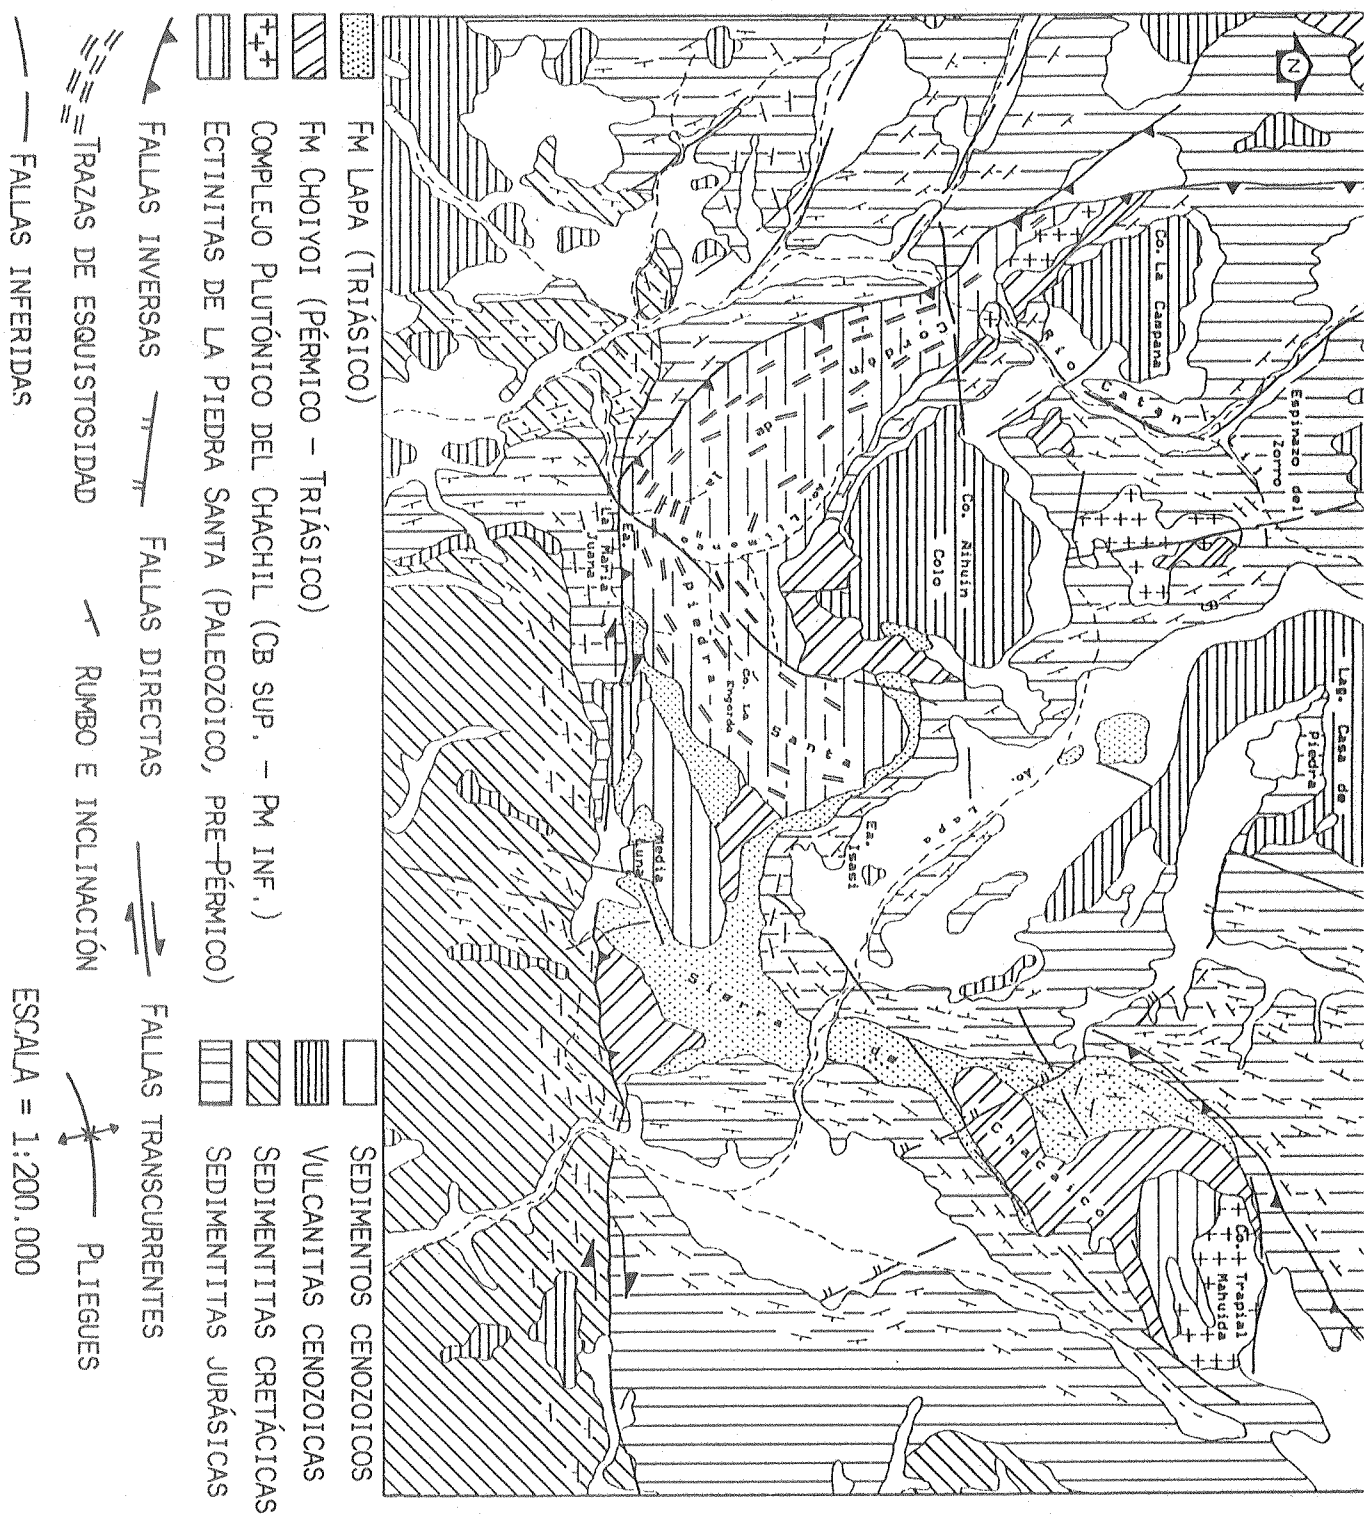 N
Espinazo del
Zorro
Lag. Casa de
Piedra
Co. Trapial
Mahuida
Co. La Campana
Río Catán
Co. Nihuin
Colo
Ao. Lapa
Ea. Isasi
Sierra de Chacaico
Cordón de la Piedra Santa
Co. La
Engorda
Ea.
La María
Juana
Media
Luna
FM LAPA (TRIÁSICO)
FM CHOIYOI (PÉRMICO - TRIÁSICO)
COMPLEJO PLUTÓNICO DEL CHACHIL (CB SUP. - PM INF.)
ECTINITAS DE LA PIEDRA SANTA (PALEOZOICO, PRE-PÉRMICO)
SEDIMENTOS CENOZOICOS
VULCANITAS CENOZOICAS
SEDIMENTITAS CRETÁCICAS
SEDIMENTITAS JURÁSICAS
FALLAS INVERSAS
FALLAS DIRECTAS
FALLAS TRANSCURRENTES
TRAZAS DE ESQUISTOSIDAD
RUMBO E INCLINACIÓN
PLIEGUES
FALLAS INFERIDAS
ESCALA = 1:200.000